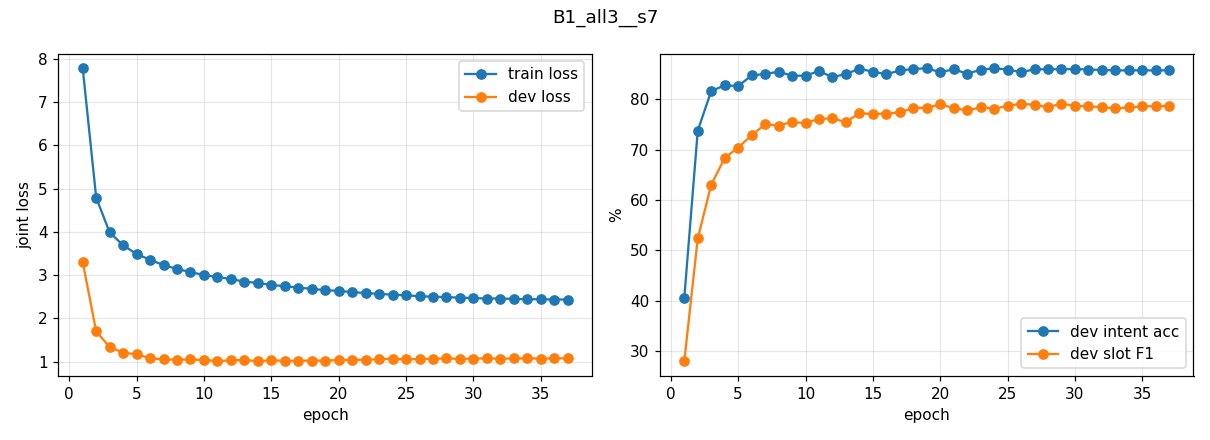 B1_all3__s7
joint loss
8
7
6
5
4
3
2
1
0 5 10 15 20 25 30 35
epoch
train loss
dev loss
%
80
70
60
50
40
30
0 5 10 15 20 25 30 35
epoch
dev intent acc
dev slot F1